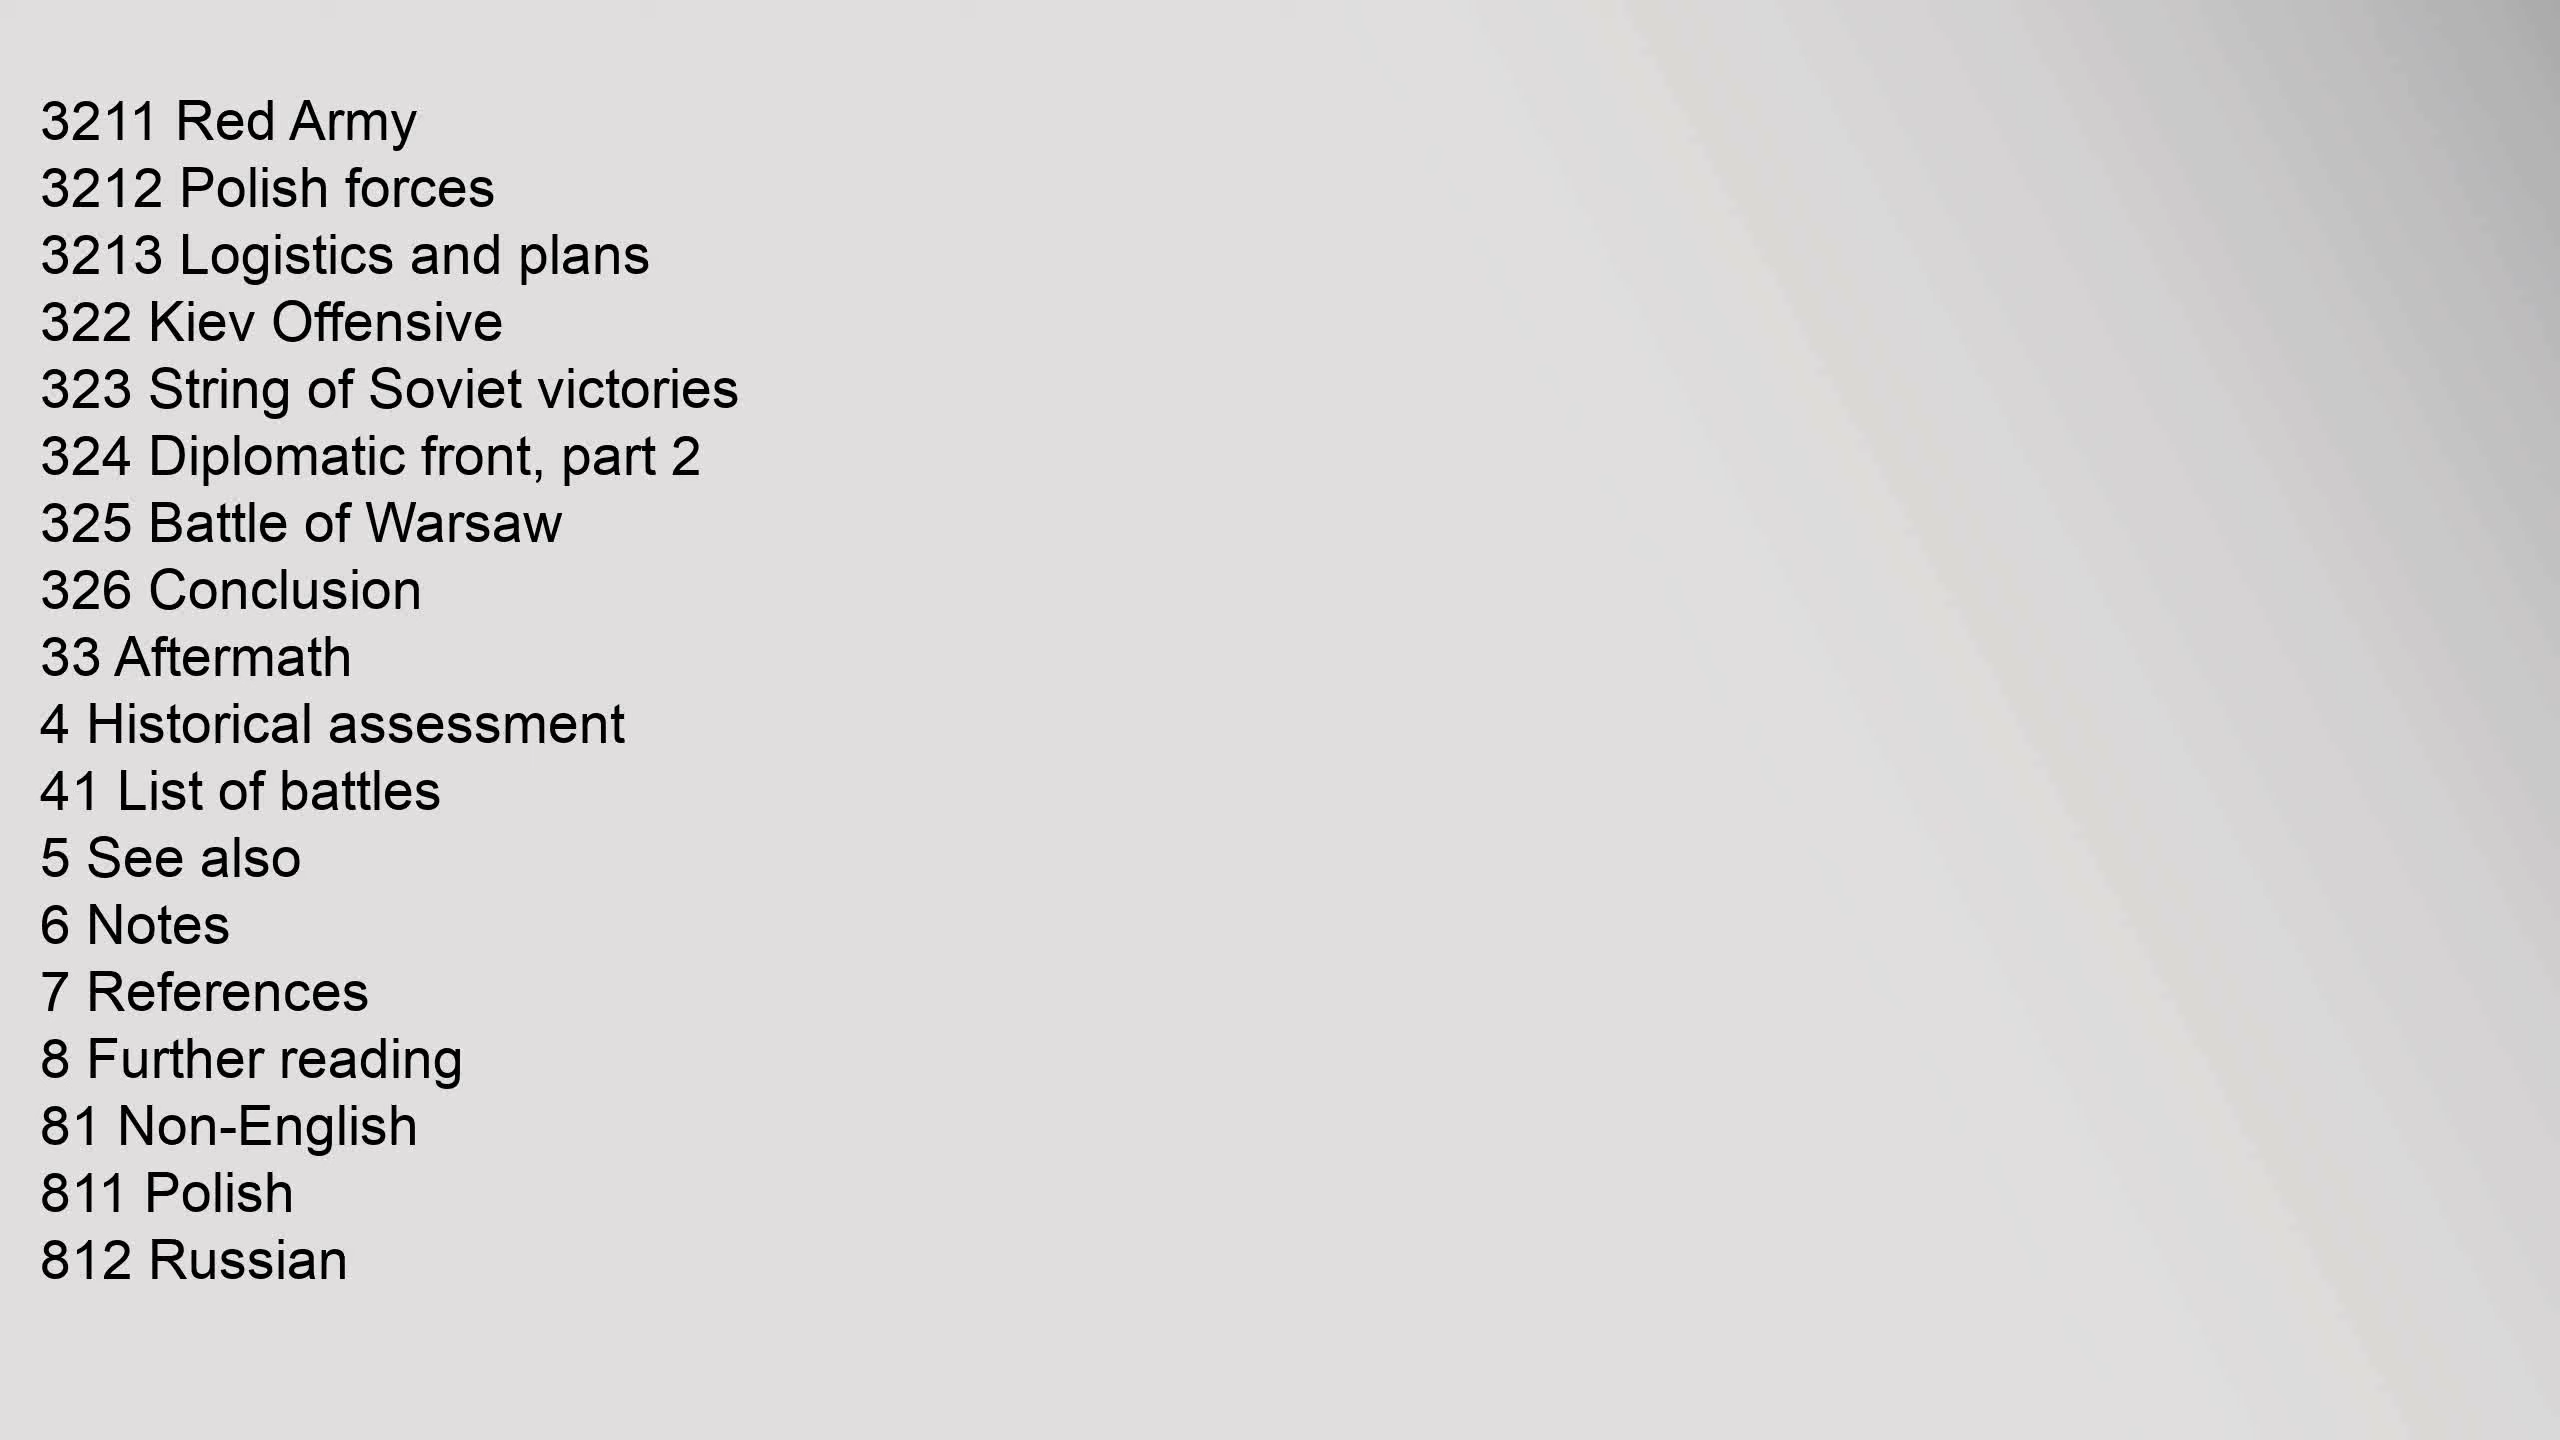 3211 Red Army
3212 Polish forces
3213 Logistics and plans
322 Kiev Offensive
323 String of Soviet victories
324 Diplomatic front, part 2
325 Battle of Warsaw
326 Conclusion
33 Aftermath
4 Historical assessment
41 List of battles
5 See also
6 Notes
7 References
8 Further reading
81 Non-English
811 Polish
812 Russian